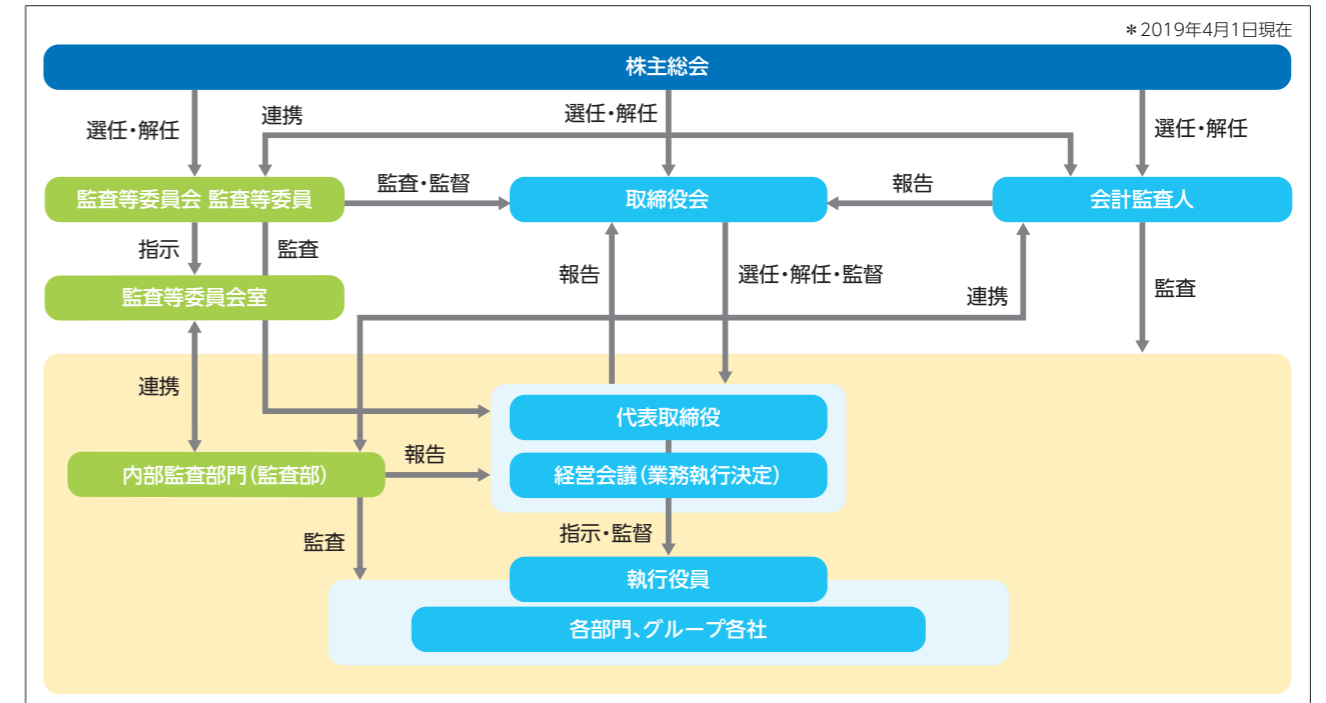 *2019年4月1日現在
株主総会
選任・解任
連携
選任・解任
選任・解任
監査等委員会 監査等委員
監査・監督
取締役会
報告
会計監査人
指示
監査
報告
選任・解任・監督
連携
監査
監査等委員会室
連携
代表取締役
内部監査部門(監査部)
報告
経営会議(業務執行決定)
監査
指示・監督
執行役員
各部門、グループ各社